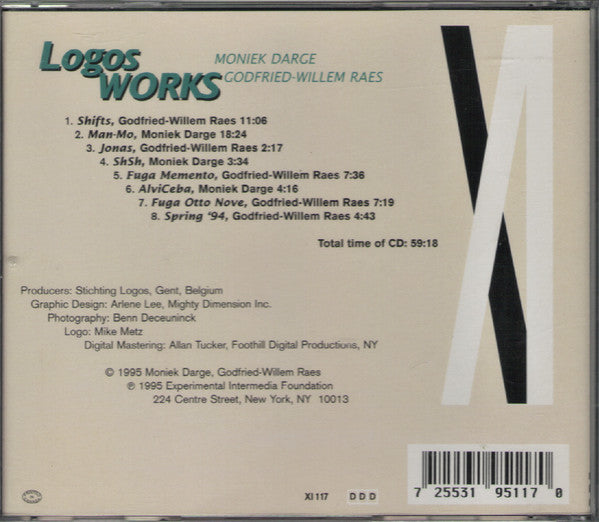 Logos MONIEK DARGE
WORKS GODFRIED-WILLEM RAES
1. Shifts, Godfried-Willem Raes 11:06
2. Man-Mo, Moniek Darge 18:24
3. Jonas, Godfried-Willem Raes 2:17
4. ShSh, Moniek Darge 3:34
5. Fuga Memento, Godfried-Willem Raes 7:36
6. AlviCeba, Moniek Darge 4:16
7. Fuga Otto Nove, Godfried-Willem Raes 7:19
8. Spring '94, Godfried-Willem Raes 4:43
Total time of CD: 59:18
Producers: Stichting Logos, Gent, Belgium
Graphic Design: Arlene Lee, Mighty Dimension Inc.
Photography: Benn Deceuninck
Logo: Mike Metz
Digital Mastering: Allan Tucker, Foothill Digital Productions, NY
© 1995 Moniek Darge, Godfried-Willem Raes
℗ 1995 Experimental Intermedia Foundation
224 Centre Street, New York, NY 10013
XI
XI 117 DDD
7 25531 95117 0